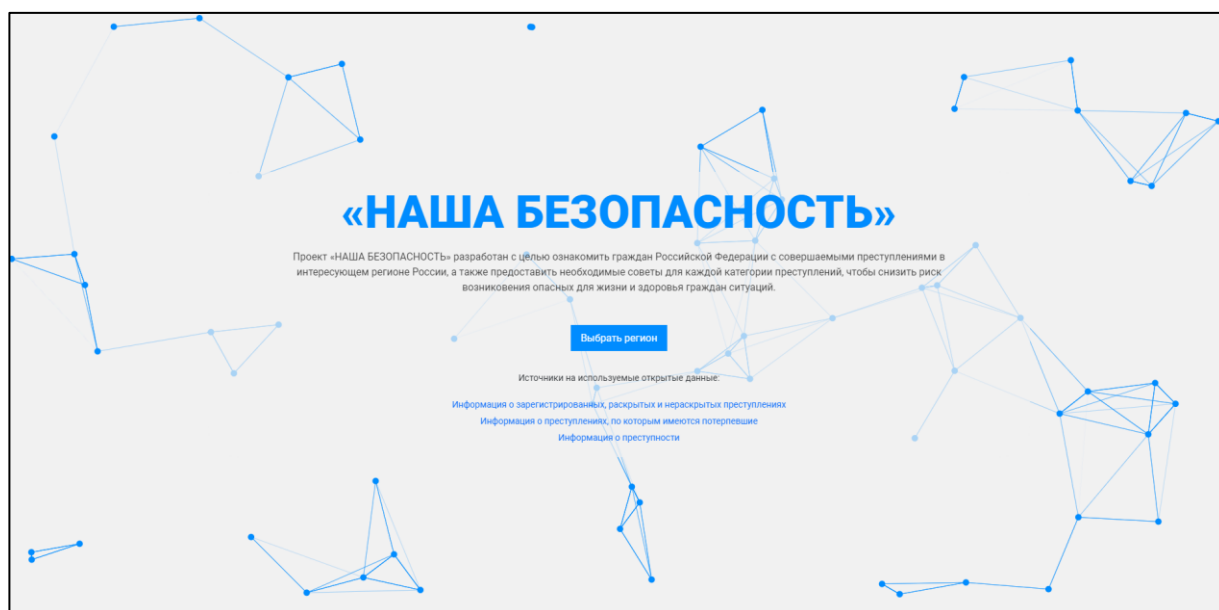 «НАША БЕЗОПАСНОСТЬ»
Проект «НАША БЕЗОПАСНОСТЬ» разработан с целью ознакомить граждан Российской Федерации с совершаемыми преступлениями в
интересующем регионе России, а также предоставить необходимые советы для каждой категории преступлений, чтобы снизить риск
возникновения опасных для жизни и здоровья граждан ситуаций.
Выбрать регион
Источники на используемые открытые данные:
Информация о зарегистрированных, раскрытых и нераскрытых преступлениях
Информация о преступлениях, по которым имеются потерпевшие
Информация о преступности